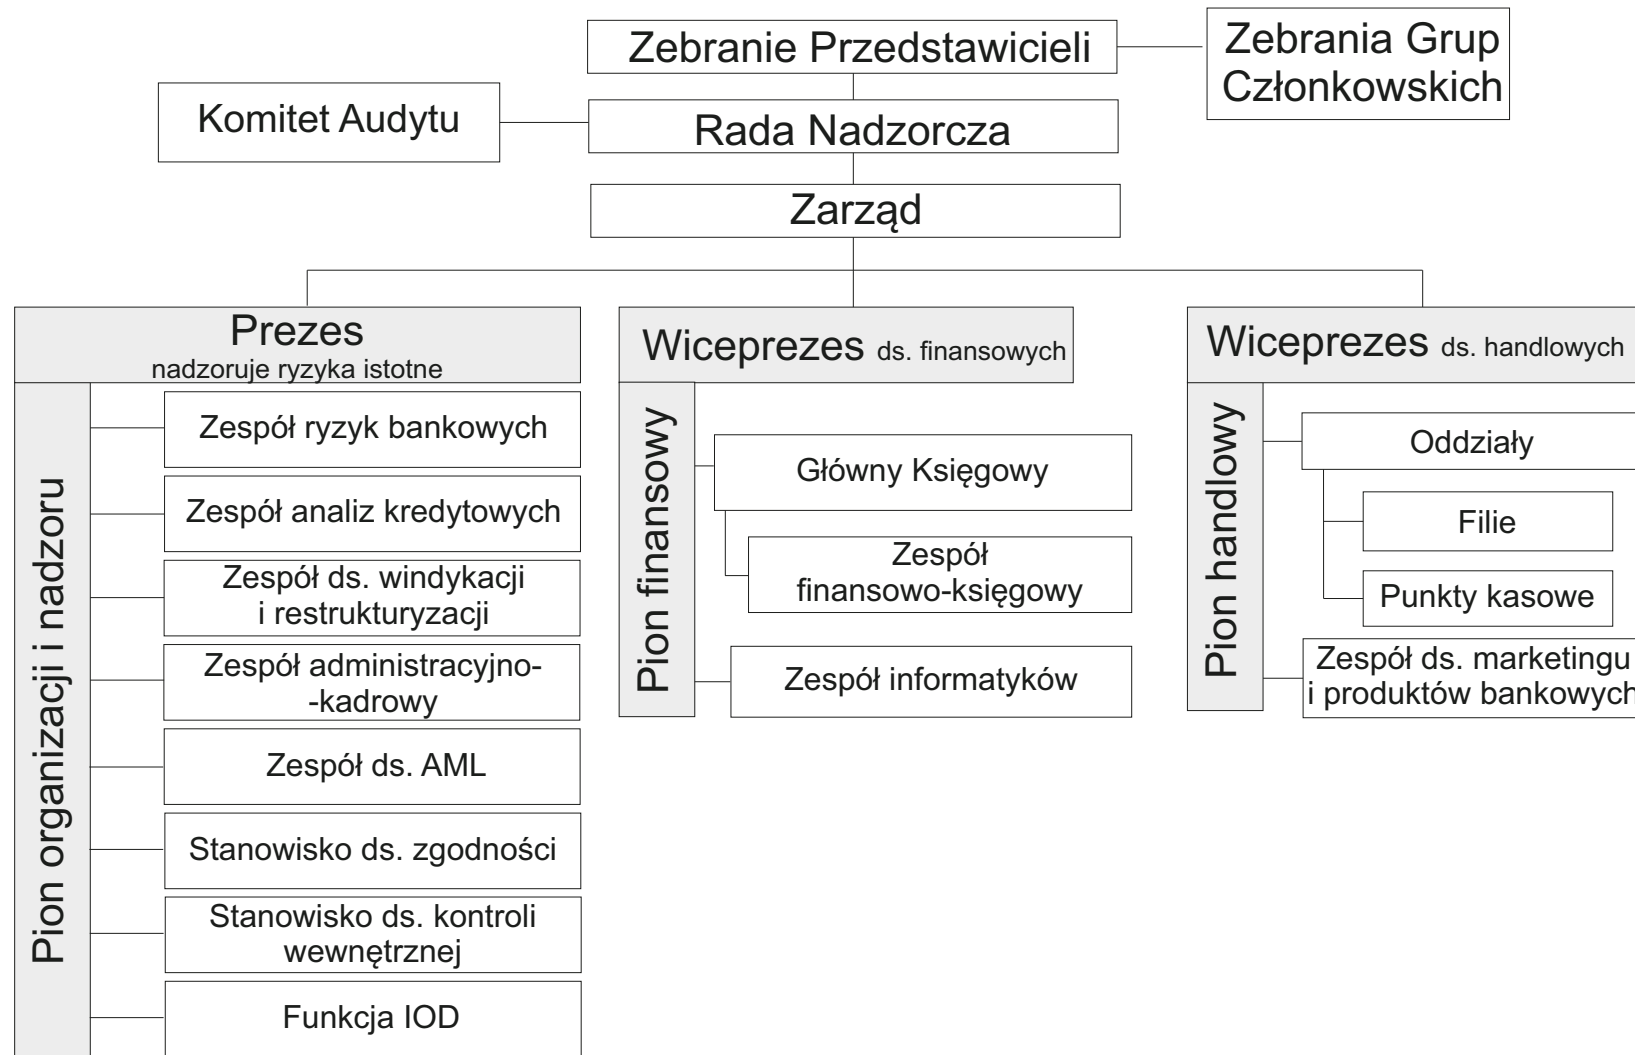 Zebranie Przedstawicieli
Zebrania Grup
Członkowskich
Komitet Audytu
Rada Nadzorcza
Zarząd
Prezes
nadzoruje ryzyka istotne
Pion organizacji i nadzoru
Zespół ryzyk bankowych
Zespół analiz kredytowych
Zespół ds. windykacji
i restrukturyzacji
Zespół administracyjno-
-kadrowy
Zespół ds. AML
Stanowisko ds. zgodności
Stanowisko ds. kontroli
wewnętrznej
Funkcja IOD
Wiceprezes ds. finansowych
Pion finansowy
Główny Księgowy
Zespół
finansowo-księgowy
Zespół informatyków
Wiceprezes ds. handlowych
Pion handlowy
Oddziały
Filie
Punkty kasowe
Zespół ds. marketingu
i produktów bankowych